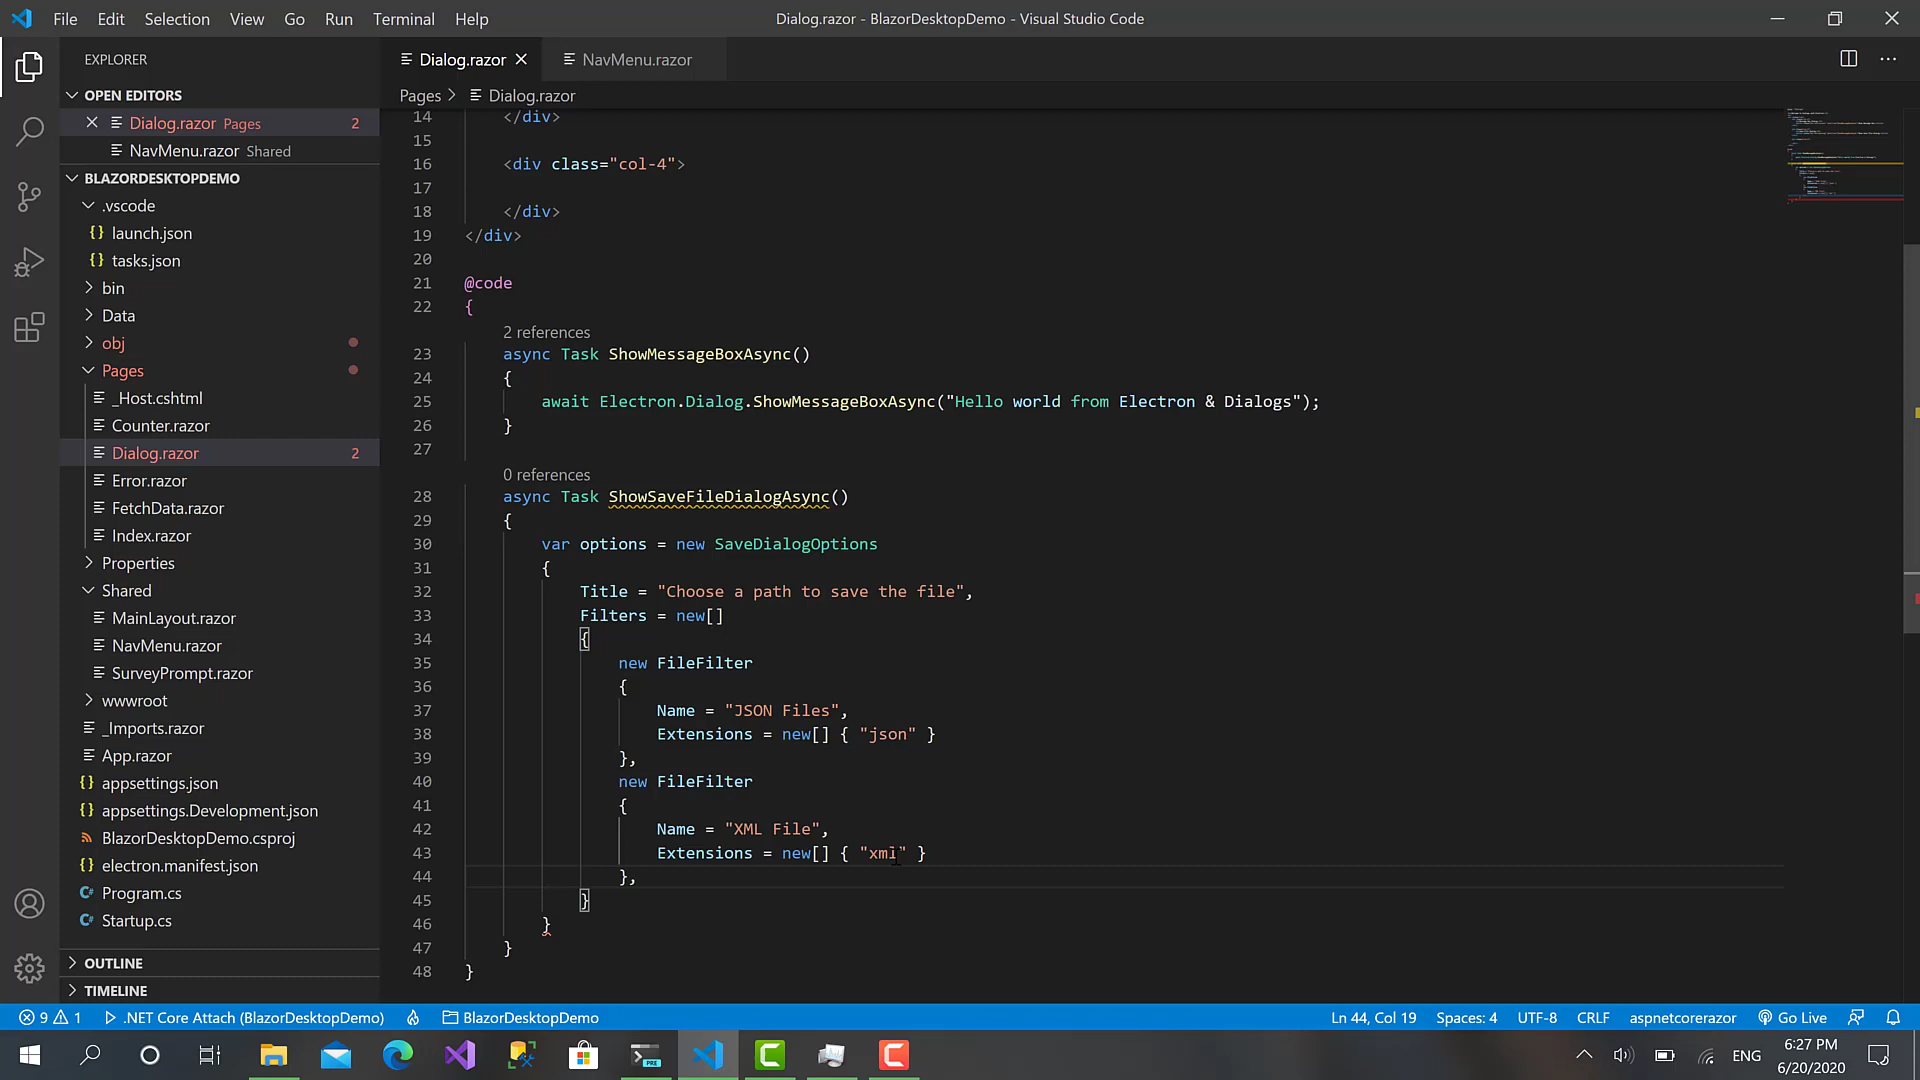 File Edit Selection View Go Run Terminal Help
Dialog.razor - BlazorDesktopDemo - Visual Studio Code
EXPLORER
OPEN EDITORS
Dialog.razor Pages 2
NavMenu.razor Shared
BLAZORDESKTOPDEMO
.vscode
launch.json
tasks.json
bin
Data
obj
Pages
_Host.cshtml
Counter.razor
Dialog.razor 2
Error.razor
FetchData.razor
Index.razor
Properties
Shared
MainLayout.razor
NavMenu.razor
SurveyPrompt.razor
wwwroot
_Imports.razor
App.razor
appsettings.json
appsettings.Development.json
BlazorDesktopDemo.csproj
electron.manifest.json
Program.cs
Startup.cs
OUTLINE
TIMELINE
Dialog.razor
NavMenu.razor
Pages > Dialog.razor
14 </div>
15
16 <div class="col-4">
17
18 </div>
19 </div>
20
21 @code
22 {
2 references
23 async Task ShowMessageBoxAsync()
24 {
25 await Electron.Dialog.ShowMessageBoxAsync("Hello world from Electron & Dialogs");
26 }
27
0 references
28 async Task ShowSaveFileDialogAsync()
29 {
30 var options = new SaveDialogOptions
31 {
32 Title = "Choose a path to save the file",
33 Filters = new[]
34 {
35 new FileFilter
36 {
37 Name = "JSON Files",
38 Extensions = new[] { "json" }
39 },
40 new FileFilter
41 {
42 Name = "XML File",
43 Extensions = new[] { "xml" }
44 },
45 }
46 }
47 }
48 }
9 1 .NET Core Attach (BlazorDesktopDemo) BlazorDesktopDemo Ln 44, Col 19 Spaces: 4 UTF-8 CRLF aspnetcorerazor Go Live
PRE
ENG
6:27 PM
6/20/2020